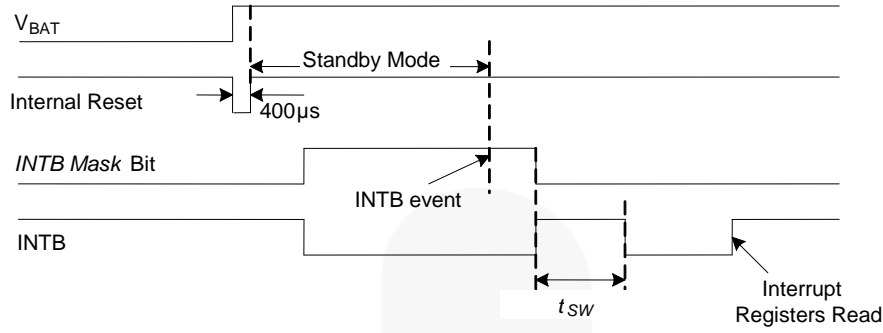 VBAT
Standby Mode
Internal Reset
400µs
INTB Mask Bit
INTB event
INTB
tSW
Interrupt
Registers Read